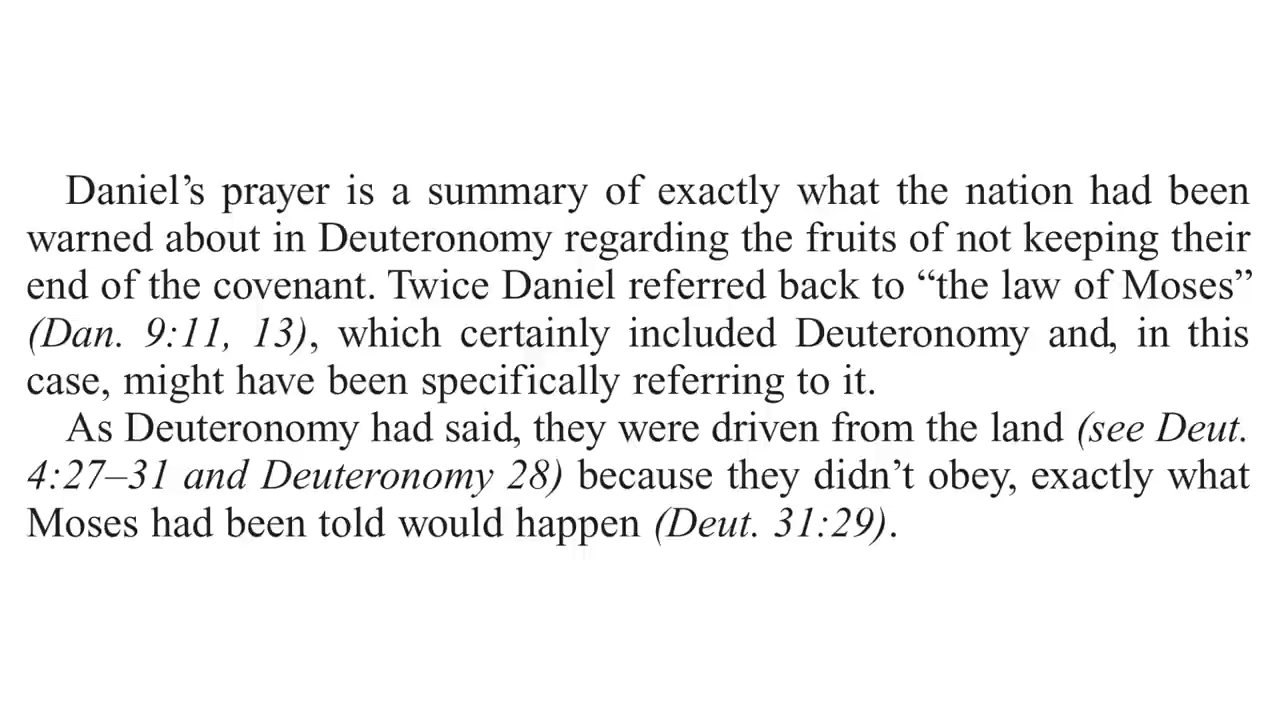 Daniel’s prayer is a summary of exactly what the nation had been
warned about in Deuteronomy regarding the fruits of not keeping their
end of the covenant. Twice Daniel referred back to “the law of Moses”
(Dan. 9:11, 13), which certainly included Deuteronomy and, in this
case, might have been specifically referring to it.
As Deuteronomy had said, they were driven from the land (see Deut.
4:27–31 and Deuteronomy 28) because they didn’t obey, exactly what
Moses had been told would happen (Deut. 31:29).